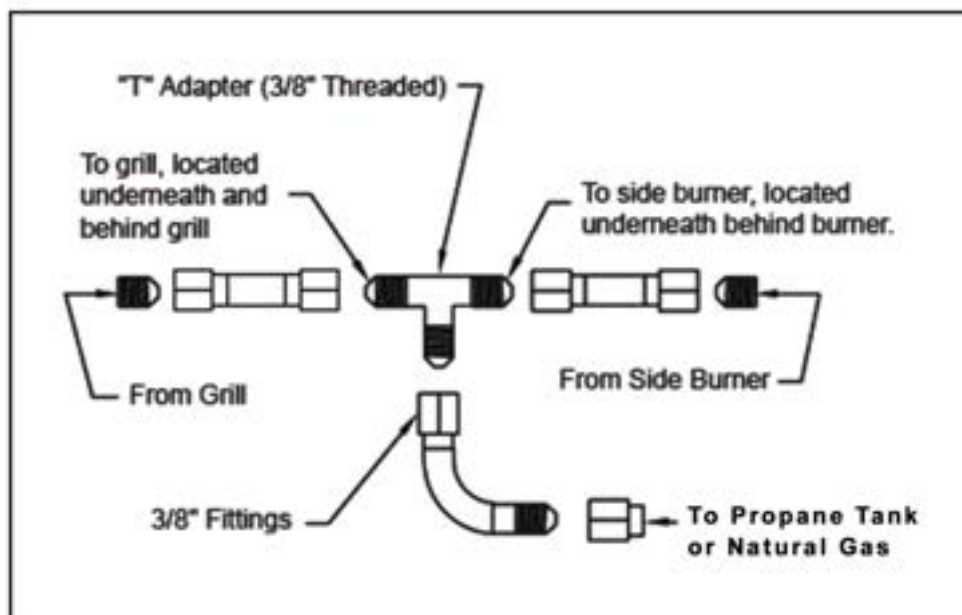 "T" Adapter (3/8" Threaded)
To grill, located
underneath and
behind grill
To side burner, located
underneath behind burner.
From Grill
From Side Burner
3/8" Fittings
To Propane Tank
or Natural Gas